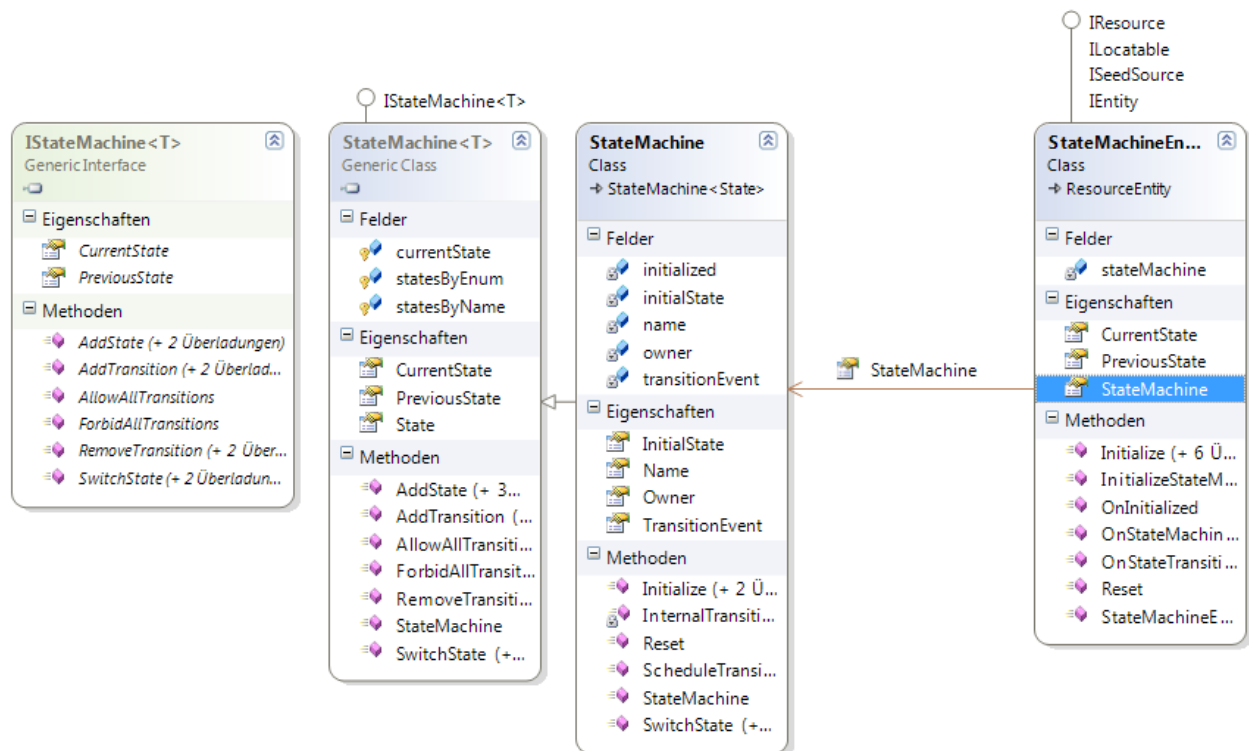 IResource
ILocatable
ISeedSource
IEntity
IStateMachine<T>
IStateMachine<T>
Generic Interface
Eigenschaften
CurrentState
PreviousState
Methoden
AddState (+ 2 Überladungen)
AddTransition (+ 2 Überlad...
AllowAllTransitions
ForbidAllTransitions
RemoveTransition (+ 2 Über...
SwitchState (+ 2 Überladun...
StateMachine<T>
Generic Class
Felder
currentState
statesByEnum
statesByName
Eigenschaften
CurrentState
PreviousState
State
Methoden
AddState (+ 3...
AddTransition (...
AllowAllTransiti...
ForbidAllTransit...
RemoveTransiti...
StateMachine
SwitchState (+...
StateMachine
Class
StateMachine<State>
Felder
initialized
initialState
name
owner
transitionEvent
Eigenschaften
InitialState
Name
Owner
TransitionEvent
Methoden
Initialize (+ 2 Ü...
InternalTransiti...
Reset
ScheduleTransi...
StateMachine
SwitchState (+...
StateMachine
StateMachineEn...
Class
ResourceEntity
Felder
stateMachine
Eigenschaften
CurrentState
PreviousState
StateMachine
Methoden
Initialize (+ 6 Ü...
InitializeStateM...
OnInitialized
OnStateMachin...
OnStateTransiti...
Reset
StateMachineE...